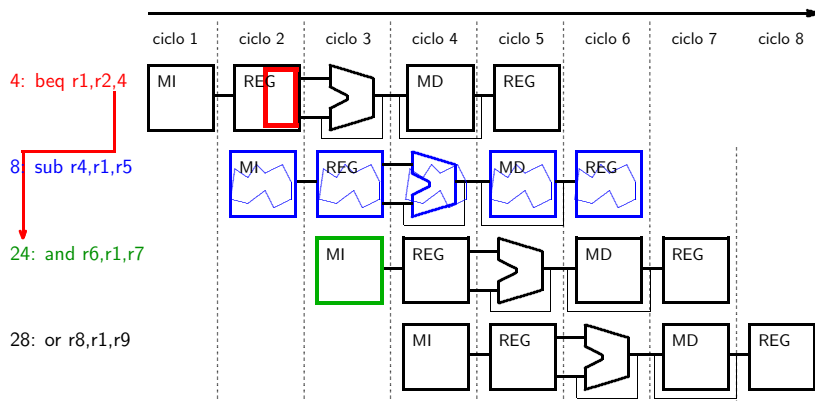 ciclo 1 ciclo 2 ciclo 3 ciclo 4 ciclo 5 ciclo 6 ciclo 7 ciclo 8
4: beq r1,r2,4 MI REG MD REG
8: sub r4,r1,r5 MI REG MD REG
24: and r6,r1,r7 MI REG MD REG
28: or r8,r1,r9 MI REG MD REG